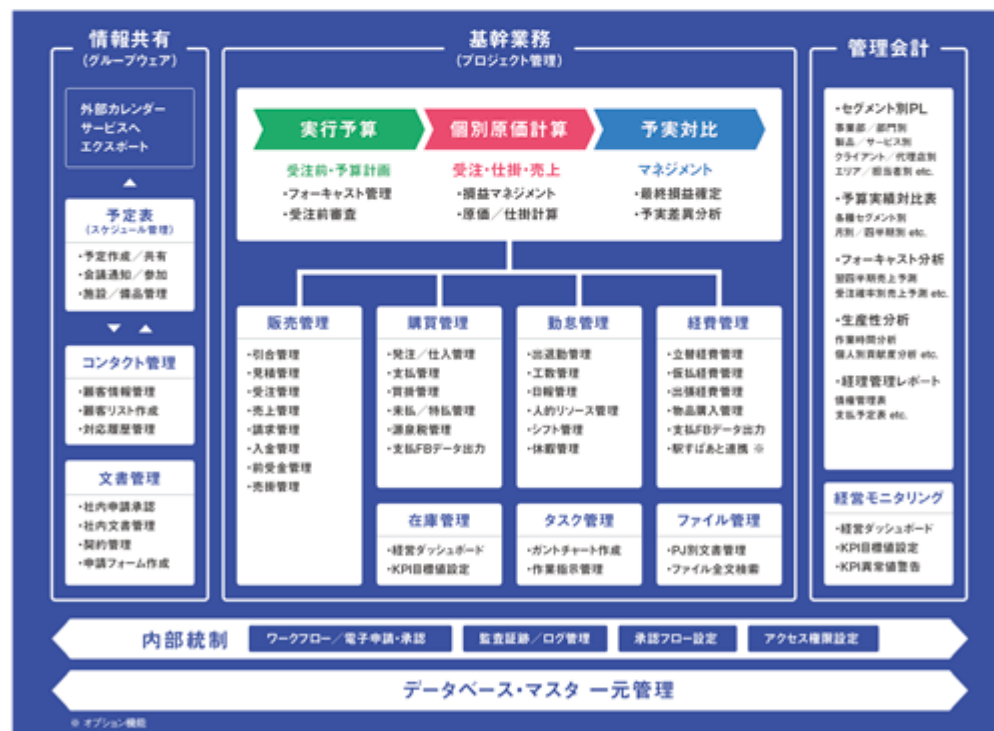 情報共有
(グループウェア)
外部カレンダー
サービスへ
エクスポート
予定表
(スケジュール管理)
・予定作成／共有
・会議通知／参加
・施設／備品管理
コンタクト管理
・顧客情報管理
・顧客リスト作成
・対応履歴管理
文書管理
・社内申請承認
・社内文書管理
・契約管理
・申請フォーム作成
基幹業務
(プロジェクト管理)
実行予算
個別原価計算
予実対比
受注前・予算計画
・フォーキャスト管理
・受注前審査
受注・仕掛・売上
・損益マネジメント
・原価／仕掛計算
マネジメント
・最終損益確定
・予実差異分析
販売管理
・引合管理
・見積管理
・受注管理
・売上管理
・請求管理
・入金管理
・前受金管理
・売掛管理
購買管理
・発注／仕入管理
・支払管理
・買掛管理
・未払／特払管理
・源泉税管理
・支払FBデータ出力
勤怠管理
・出退勤管理
・工数管理
・日報管理
・人的リソース管理
・シフト管理
・休暇管理
経費管理
・立替経費管理
・仮払経費管理
・出張経費管理
・物品購入管理
・支払FBデータ出力
・駅すぱあと連携 ※
在庫管理
・経営ダッシュボード
・KPI目標値設定
タスク管理
・ガントチャート作成
・作業指示管理
ファイル管理
・PJ別文書管理
・ファイル全文検索
管理会計
・セグメント別PL
事業部／部門別
製品／サービス別
クライアント／代理店別
エリア／担当者別 etc.
・予算実績対比表
各種セグメント別
月別／四半期別 etc.
・フォーキャスト分析
翌四半期売上予測
受注確率別売上予測 etc.
・生産性分析
作業時間分析
個人別貢献度分析 etc.
・経理管理レポート
債権管理表
支払予定表 etc.
経営モニタリング
・経営ダッシュボード
・KPI目標値設定
・KPI異常値警告
内部統制
ワークフロー／電子申請・承認
監査証跡／ログ管理
承認フロー設定
アクセス権限設定
データベース・マスタ 一元管理
※ オプション機能